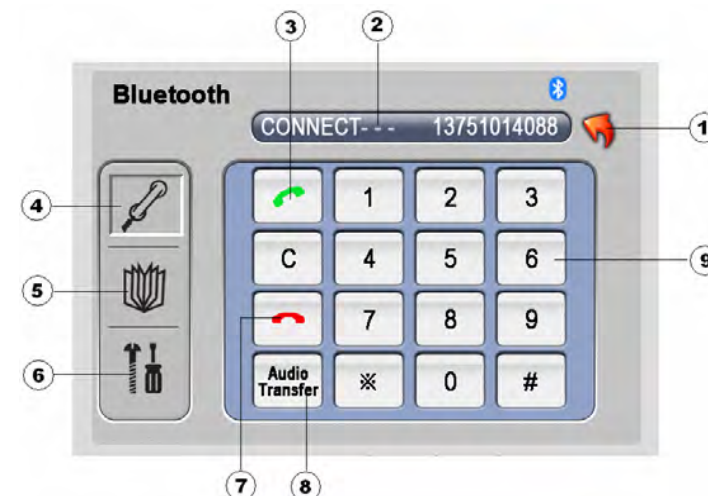 3 2
Bluetooth
CONNECT--- 13751014088
1
4
1 2 3
C 4 5 6
9
5
7 8 9
6
Audio
Transfer
※ 0 #
7 8